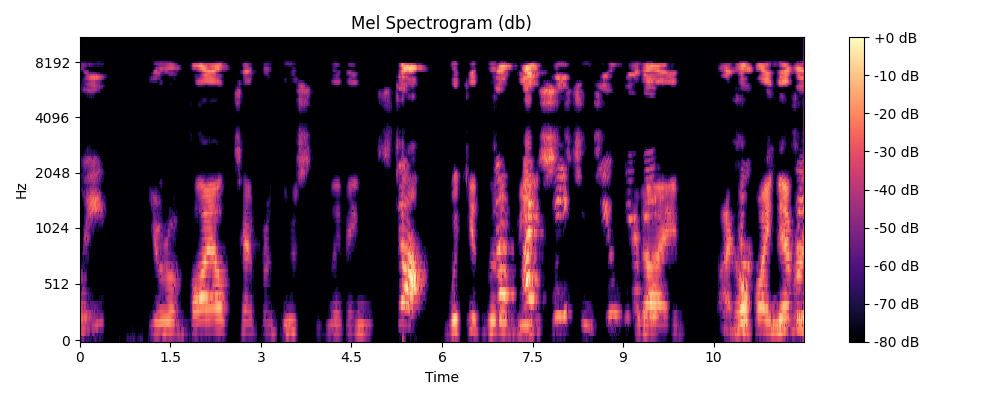 Mel Spectrogram (db)
8192
4096
2048
1024
512
0
Hz
0 1.5 3 4.5 6 7.5 9 10
Time
+0 dB
-10 dB
-20 dB
-30 dB
-40 dB
-50 dB
-60 dB
-70 dB
-80 dB